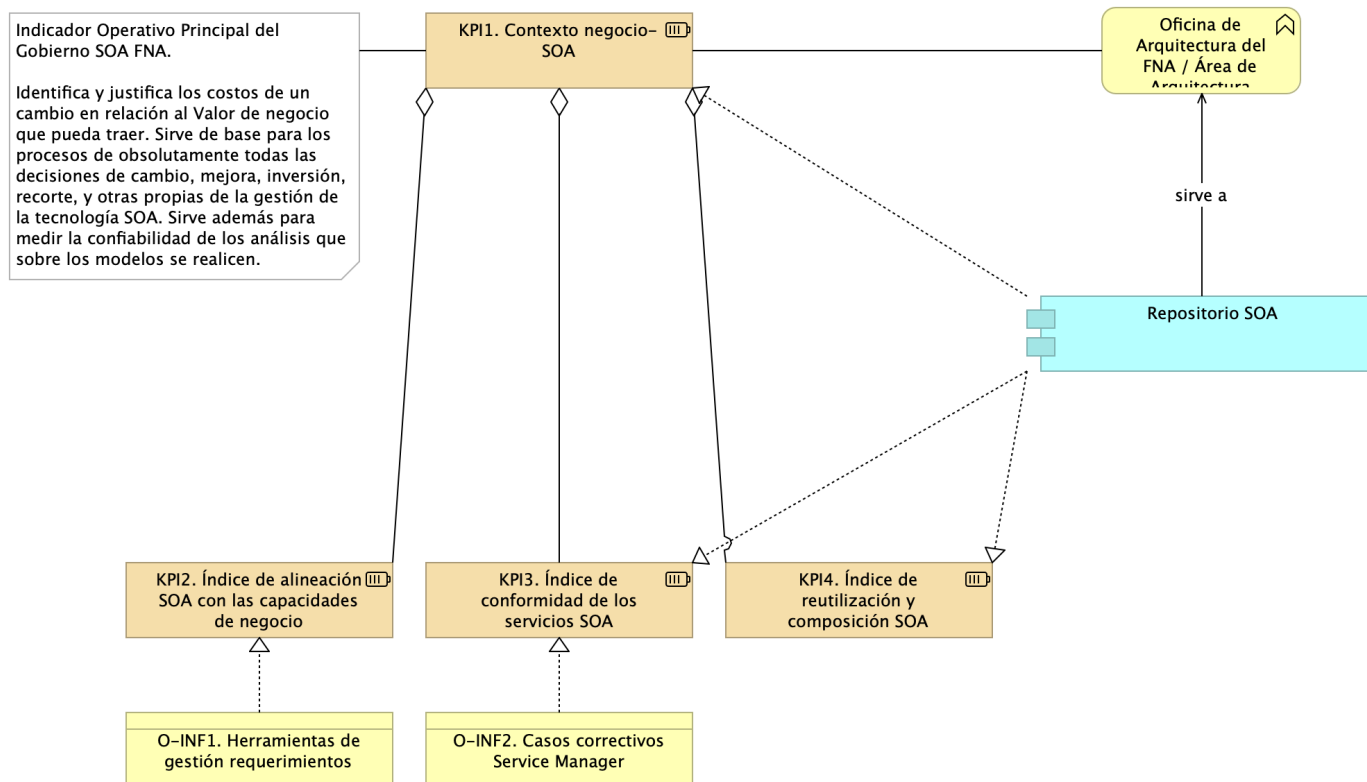 Indicador Operativo Principal del
Gobierno SOA FNA.
Identifica y justifica los costos de un
cambio en relación al Valor de negocio
que pueda traer. Sirve de base para los
procesos de obsolutamente todas las
decisiones de cambio, mejora, inversión,
recorte, y otras propias de la gestión de
la tecnología SOA. Sirve además para
medir la confiabilidad de los análisis que
sobre los modelos se realicen.
KPI1. Contexto negocio-
SOA
Oficina de
Arquitectura del
FNA / Área de
Arquitectura
sirve a
Repositorio SOA
KPI2. Índice de alineación
SOA con las capacidades
de negocio
KPI3. Índice de
conformidad de los
servicios SOA
KPI4. Índice de
reutilización y
composición SOA
O-INF1. Herramientas de
gestión requerimientos
O-INF2. Casos correctivos
Service Manager